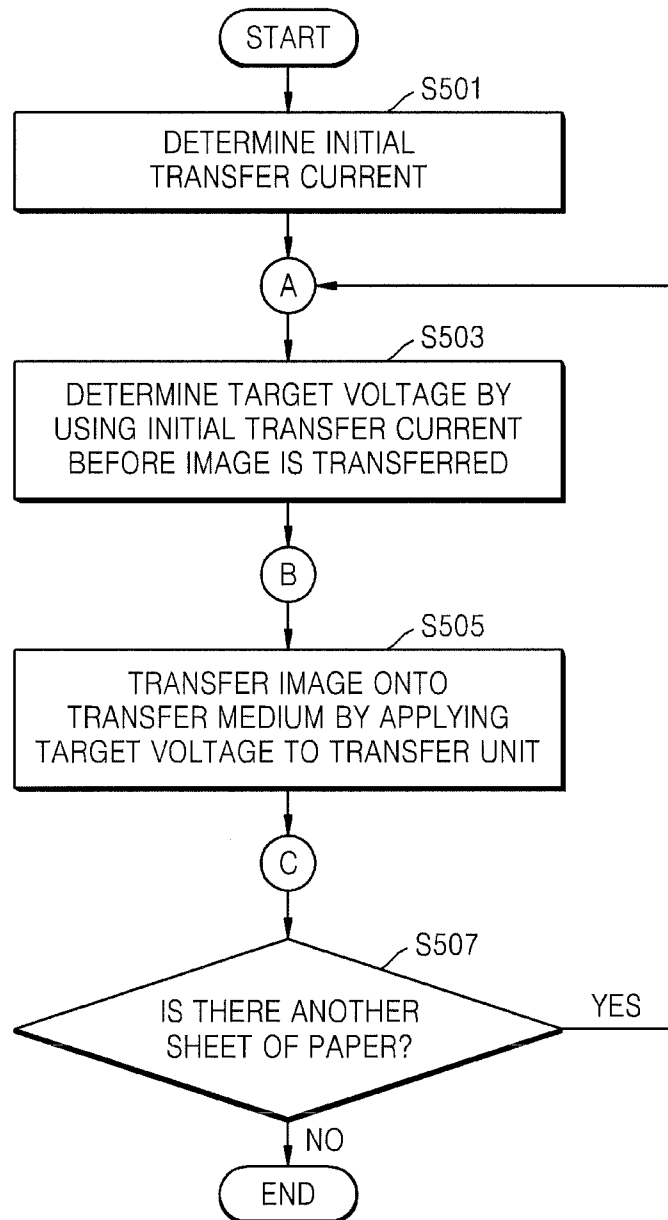 START
S501
DETERMINE INITIAL
TRANSFER CURRENT
A
S503
DETERMINE TARGET VOLTAGE BY
USING INITIAL TRANSFER CURRENT
BEFORE IMAGE IS TRANSFERRED
B
S505
TRANSFER IMAGE ONTO
TRANSFER MEDIUM BY APPLYING
TARGET VOLTAGE TO TRANSFER UNIT
C
S507
IS THERE ANOTHER
SHEET OF PAPER?
YES
NO
END